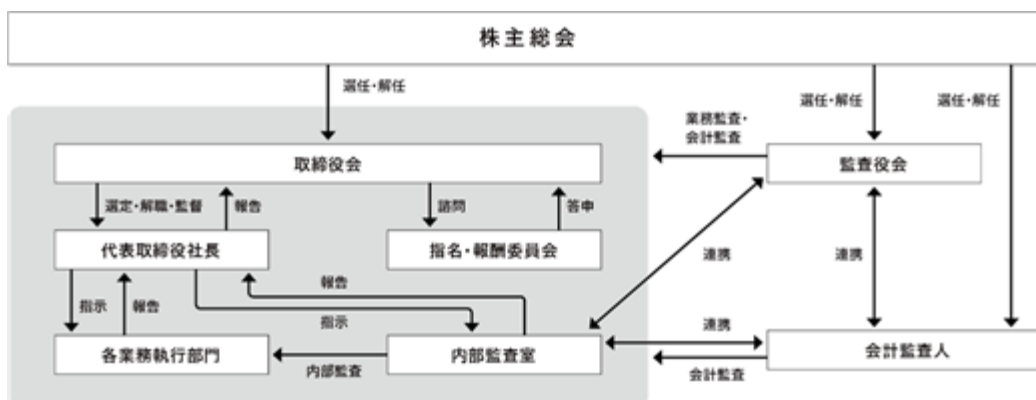 株主総会
選任・解任
選任・解任
選任・解任
業務監査・
会計監査
取締役会
監査役会
選定・解職・監督
報告
諮問
答申
代表取締役社長
指名・報酬委員会
連携
連携
指示
報告
報告
指示
連携
各業務執行部門
内部監査室
会計監査人
内部監査
会計監査